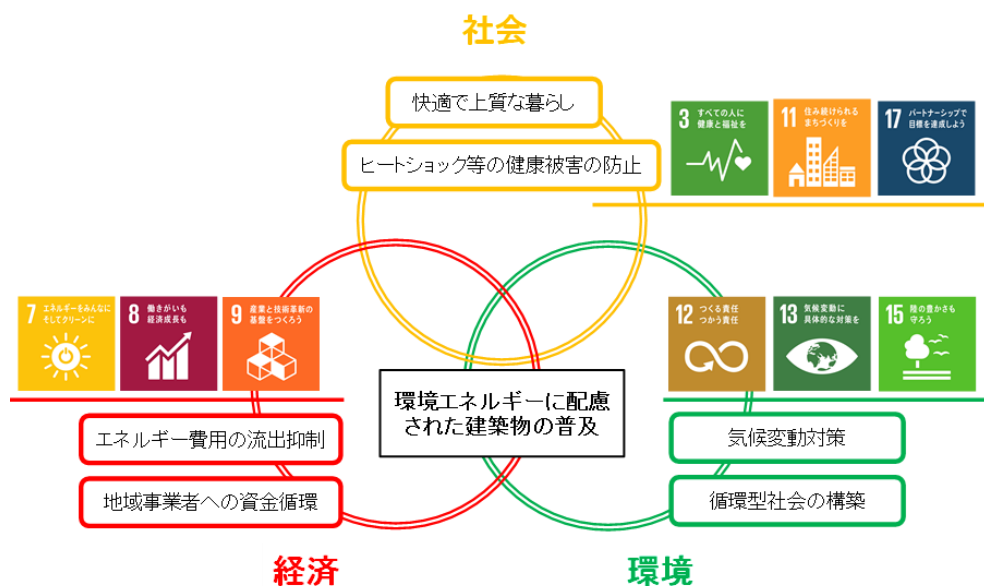 社会
快適で上質な暮らし
ヒートショック等の健康被害の防止
3 すべての人に
健康と福祉を
11 住み続けられる
まちづくりを
17 パートナーシップで
目標を達成しよう
7 エネルギーをみんなに
そしてクリーンに
8 働きがいも
経済成長も
9 産業と技術革新の
基盤をつくろう
12 つくる責任
つかう責任
13 気候変動に
具体的な対策を
15 陸の豊かさも
守ろう
環境エネルギーに配慮
された建築物の普及
エネルギー費用の流出抑制
地域事業者への資金循環
気候変動対策
循環型社会の構築
経済
環境